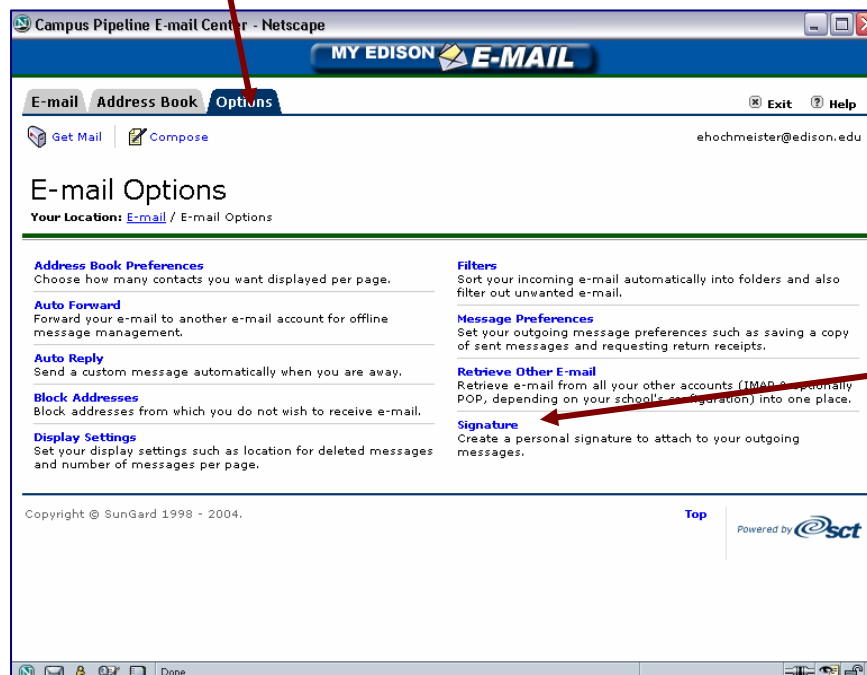 Campus Pipeline E-mail Center - Netscape
MY EDISON E-MAIL
E-mail Address Book Options
Exit Help
Get Mail Compose
ehochmeister@edison.edu
E-mail Options
Your Location: E-mail / E-mail Options
Address Book Preferences
Choose how many contacts you want displayed per page.
Auto Forward
Forward your e-mail to another e-mail account for offline
message management.
Auto Reply
Send a custom message automatically when you are away.
Block Addresses
Block addresses from which you do not wish to receive e-mail.
Display Settings
Set your display settings such as location for deleted messages
and number of messages per page.
Filters
Sort your incoming e-mail automatically into folders and also
filter out unwanted e-mail.
Message Preferences
Set your outgoing message preferences such as saving a copy
of sent messages and requesting return receipts.
Retrieve Other E-mail
Retrieve e-mail from all your other accounts (IMAP & optionally
POP, depending on your school's configuration) into one place.
Signature
Create a personal signature to attach to your outgoing
messages.
Copyright © SunGard 1998 - 2004.
Top
Powered by sct
Done